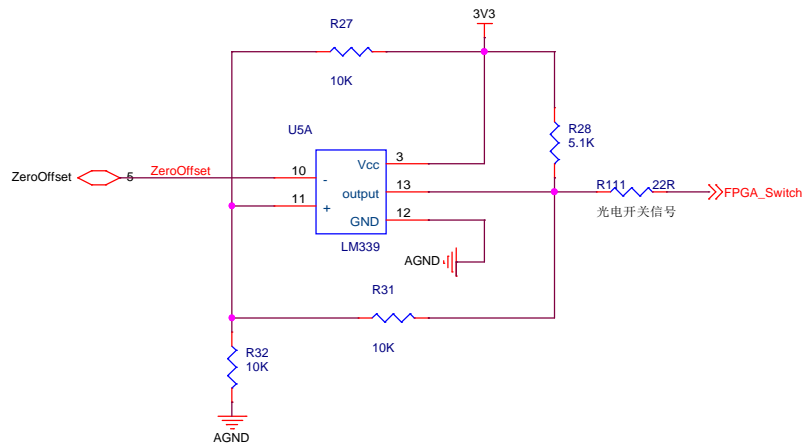 3V3
R27
10K
U5A
R28
5.1K
ZeroOffset
5
ZeroOffset
10
-
Vcc
3
output
13
11
+
GND
12
R111
22R
FPGA_Switch
光电开关信号
LM339
AGND
R31
10K
R32
10K
AGND